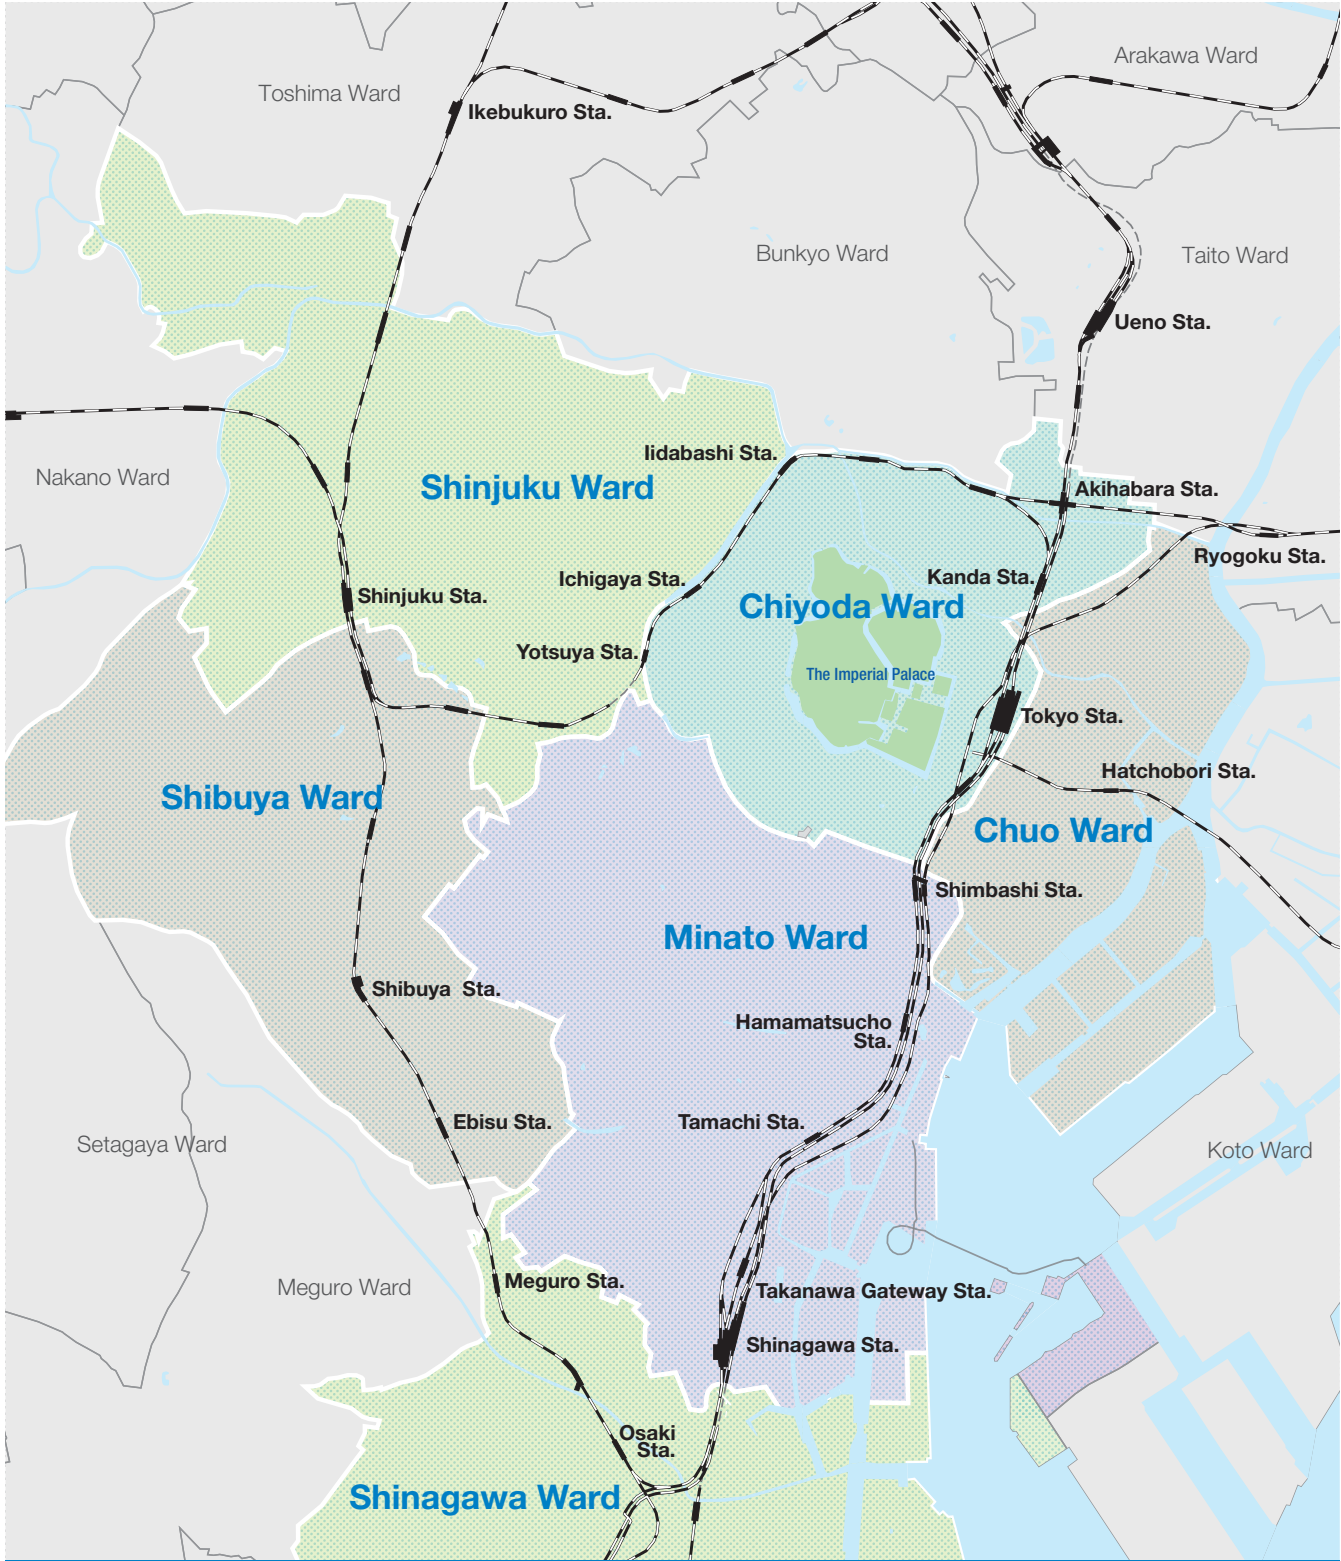 Arakawa Ward
Toshima Ward
Ikebukuro Sta.
Bunkyo Ward
Taito Ward
Ueno Sta.
Iidabashi Sta.
Nakano Ward
Shinjuku Ward
Akihabara Sta.
Ryogoku Sta.
Ichigaya Sta.
Kanda Sta.
Shinjuku Sta.
Chiyoda Ward
Yotsuya Sta.
The Imperial Palace
Tokyo Sta.
Hatchobori Sta.
Shibuya Ward
Chuo Ward
Shimbashi Sta.
Minato Ward
Shibuya Sta.
Hamamatsucho
Sta.
Ebisu Sta.
Tamachi Sta.
Setagaya Ward
Koto Ward
Meguro Ward
Meguro Sta.
Takanawa Gateway Sta.
Shinagawa Sta.
Osaki
Sta.
Shinagawa Ward